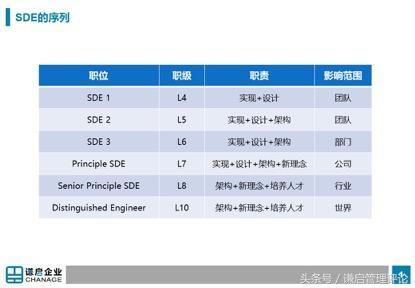 SDE的序列
职位 职级 职责 影响范围
SDE 1 L4 实现+设计 团队
SDE 2 L5 实现+设计+架构 团队
SDE 3 L6 实现+设计+架构 部门
Principle SDE L7 实现+设计+架构+新理念 公司
Senior Principle SDE L8 架构+新理念+培养人才 行业
Distinguished Engineer L10 架构+新理念+培养人才 世界
谦启企业
CHANAGE
头条号/谦启管理评论